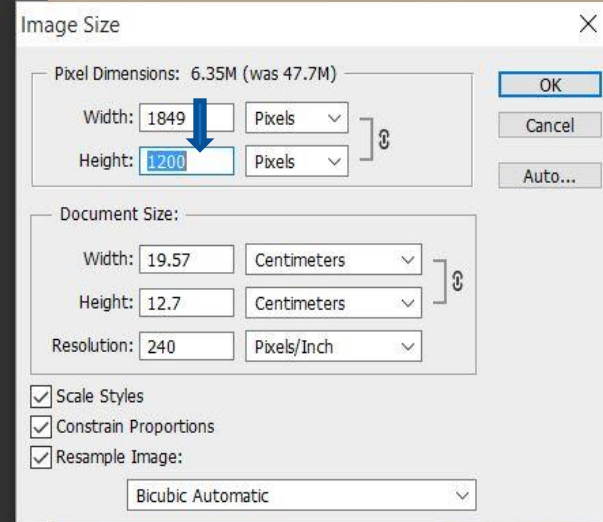 Image Size
Pixel Dimensions: 6.35M (was 47.7M)
Width: 1849 Pixels
Height: 1200 Pixels
OK
Cancel
Auto...
Document Size:
Width: 19.57 Centimeters
Height: 12.7 Centimeters
Resolution: 240 Pixels/Inch
Scale Styles
Constrain Proportions
Resample Image:
Bicubic Automatic